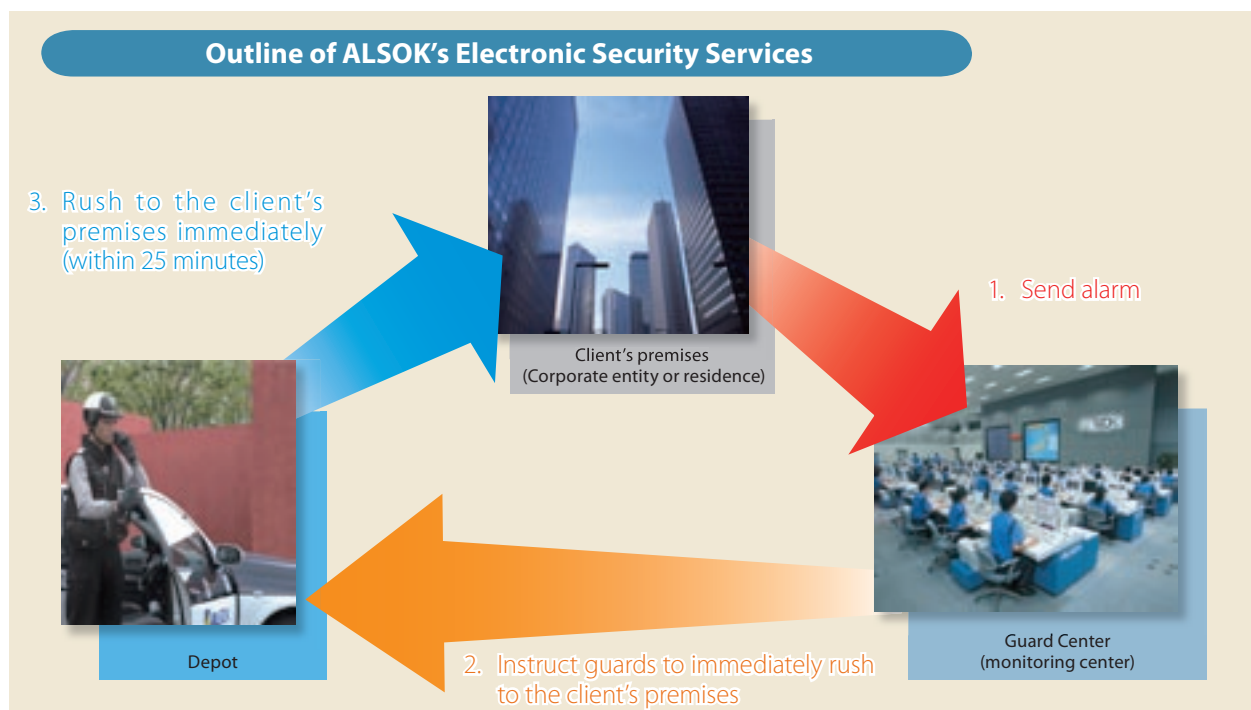 Outline of ALSOK’s Electronic Security Services
3. Rush to the client’s
premises immediately
(within 25 minutes)
1. Send alarm
Client’s premises
(Corporate entity or residence)
Depot
2. Instruct guards to immediately rush
to the client’s premises
Guard Center
(monitoring center)